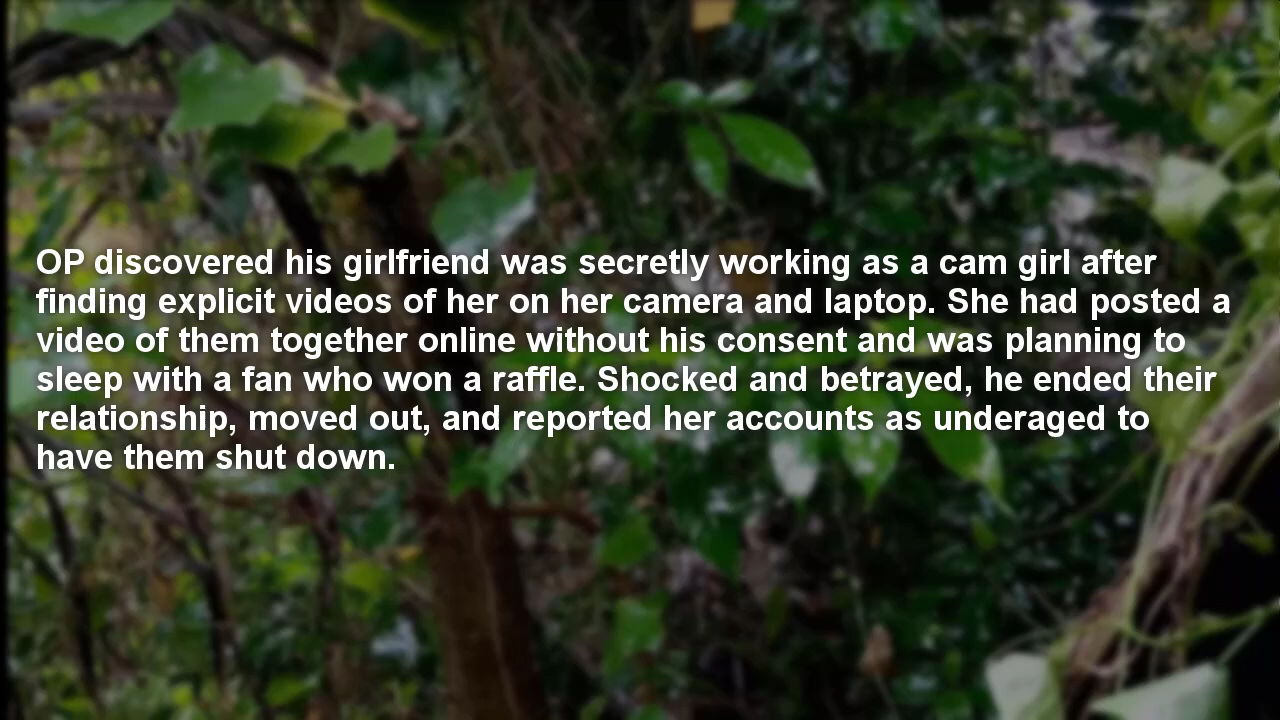 OP discovered his girlfriend was secretly working as a cam girl after
finding explicit videos of her on her camera and laptop. She had posted a
video of them together online without his consent and was planning to
sleep with a fan who won a raffle. Shocked and betrayed, he ended their
relationship, moved out, and reported her accounts as underaged to
have them shut down.